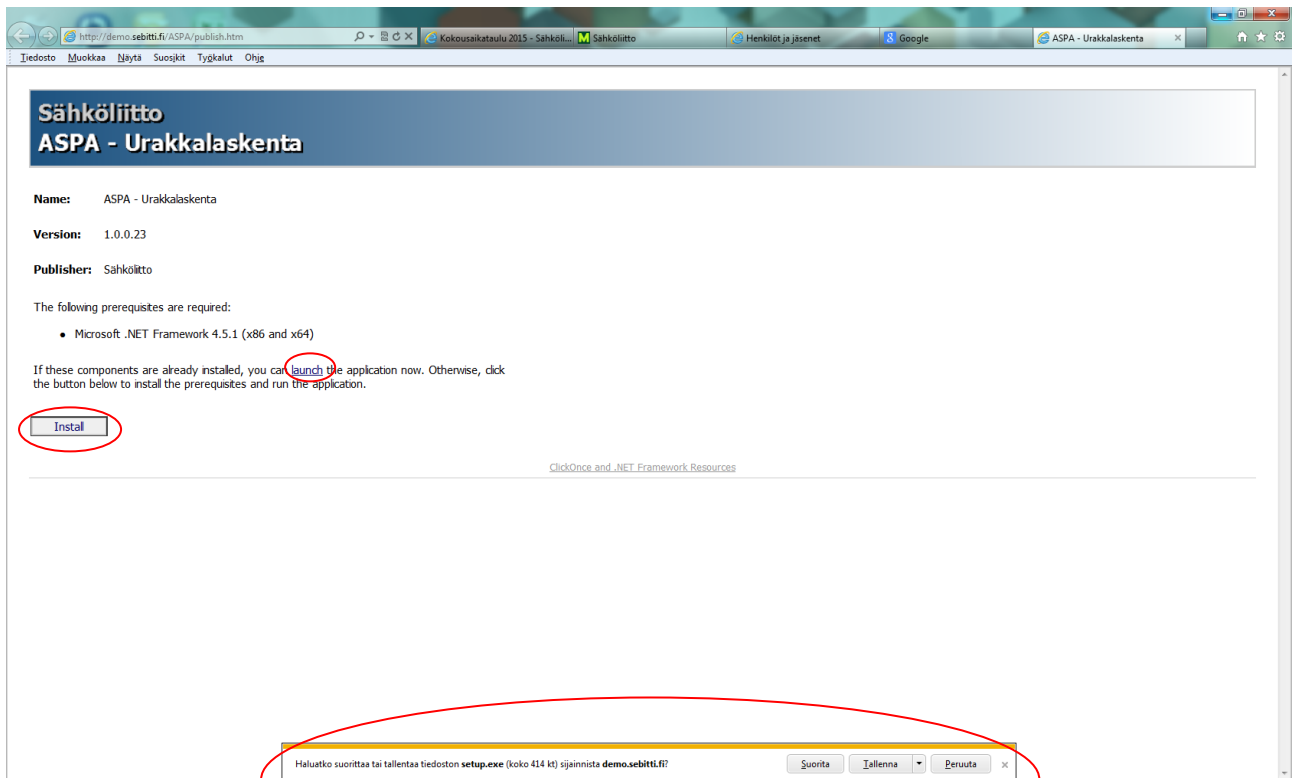 http://demo.sebitti.fi/ASPA/publish.htm
Kokousaikataulu 2015 - Sähköli...
Sähköliitto
Henkilöt ja jäsenet
Google
ASPA - Urakkalaskenta
Tiedosto Muokkaa Näytä Suosikit Työkalut Ohje
Sähköliitto
ASPA - Urakkalaskenta
Name: ASPA - Urakkalaskenta
Version: 1.0.0.23
Publisher: Sähköliitto
The following prerequisites are required:
• Microsoft .NET Framework 4.5.1 (x86 and x64)
If these components are already installed, you can launch the application now. Otherwise, click
the button below to install the prerequisites and run the application.
Install
ClickOnce and .NET Framework Resources
Haluatko suorittaa tai tallentaa tiedoston setup.exe (koko 414 kt) sijainnista demo.sebitti.fi?
Suorita
Tallenna
Peruuta